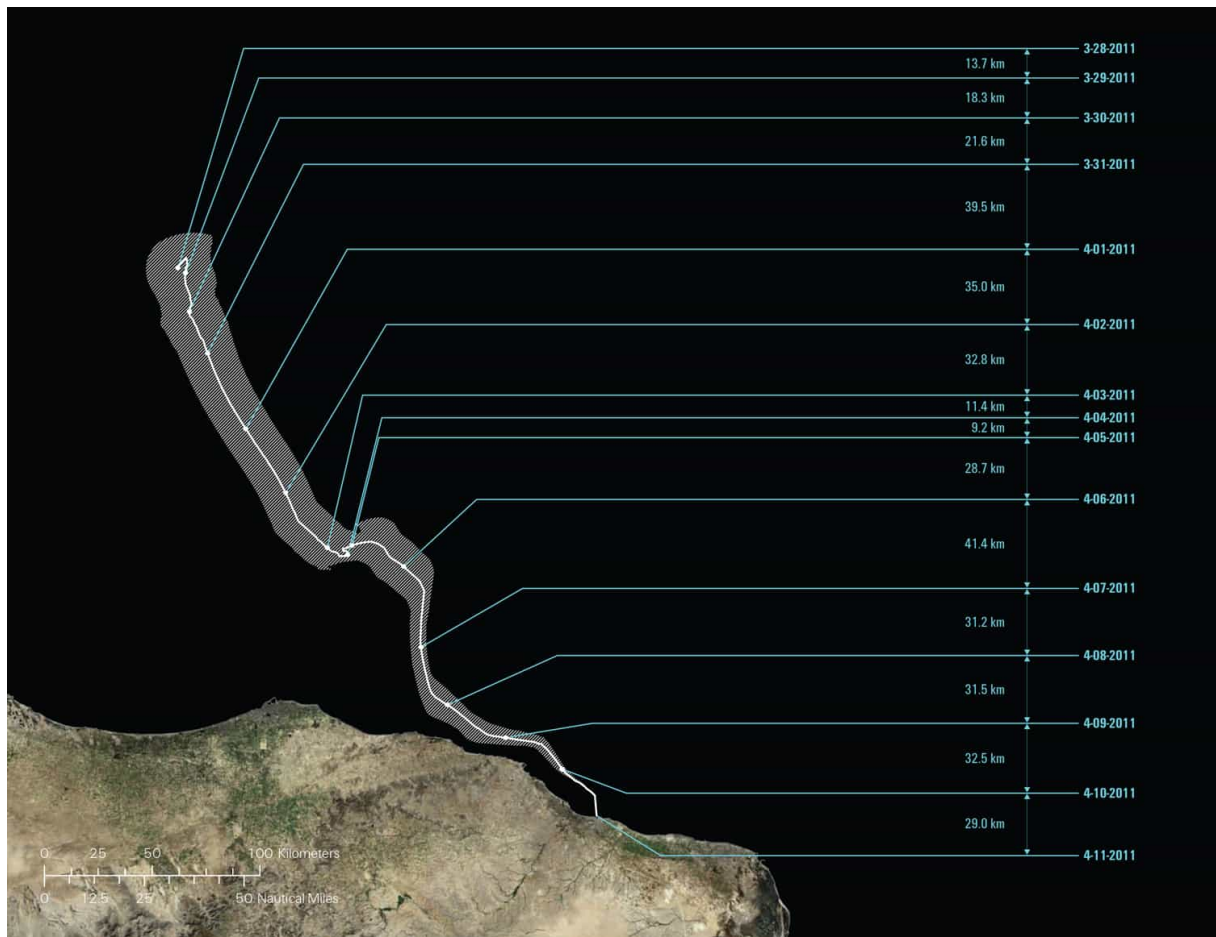 3-28-2011
13.7 km
3-29-2011
18.3 km
3-30-2011
21.6 km
3-31-2011
39.5 km
4-01-2011
35.0 km
4-02-2011
32.8 km
4-03-2011
11.4 km
4-04-2011
9.2 km
4-05-2011
28.7 km
4-06-2011
41.4 km
4-07-2011
31.2 km
4-08-2011
31.5 km
4-09-2011
32.5 km
4-10-2011
29.0 km
4-11-2011
0 25 50 100 Kilometers
0 12.5 25 50 Nautical Miles